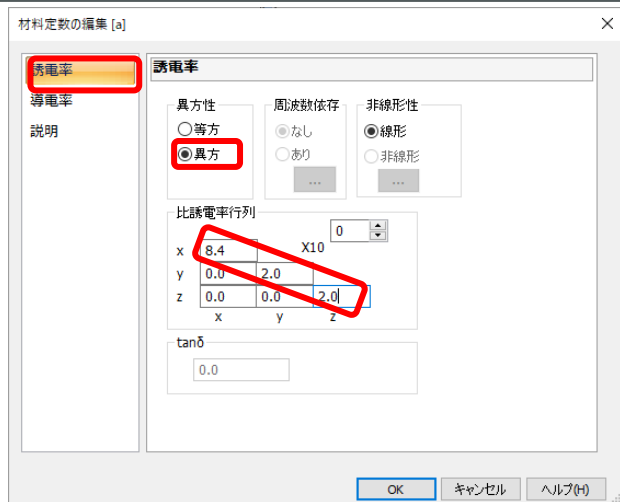 材料定数の編集 [a]
誘電率
導電率
説明
誘電率
異方性
等方
異方
周波数依存
なし
あり
...
非線形性
線形
非線形
...
比誘電率行列
X10 0
x 8.4
y 0.0 2.0
z 0.0 0.0 2.0
x y z
tanδ
0.0
OK キャンセル ヘルプ(H)